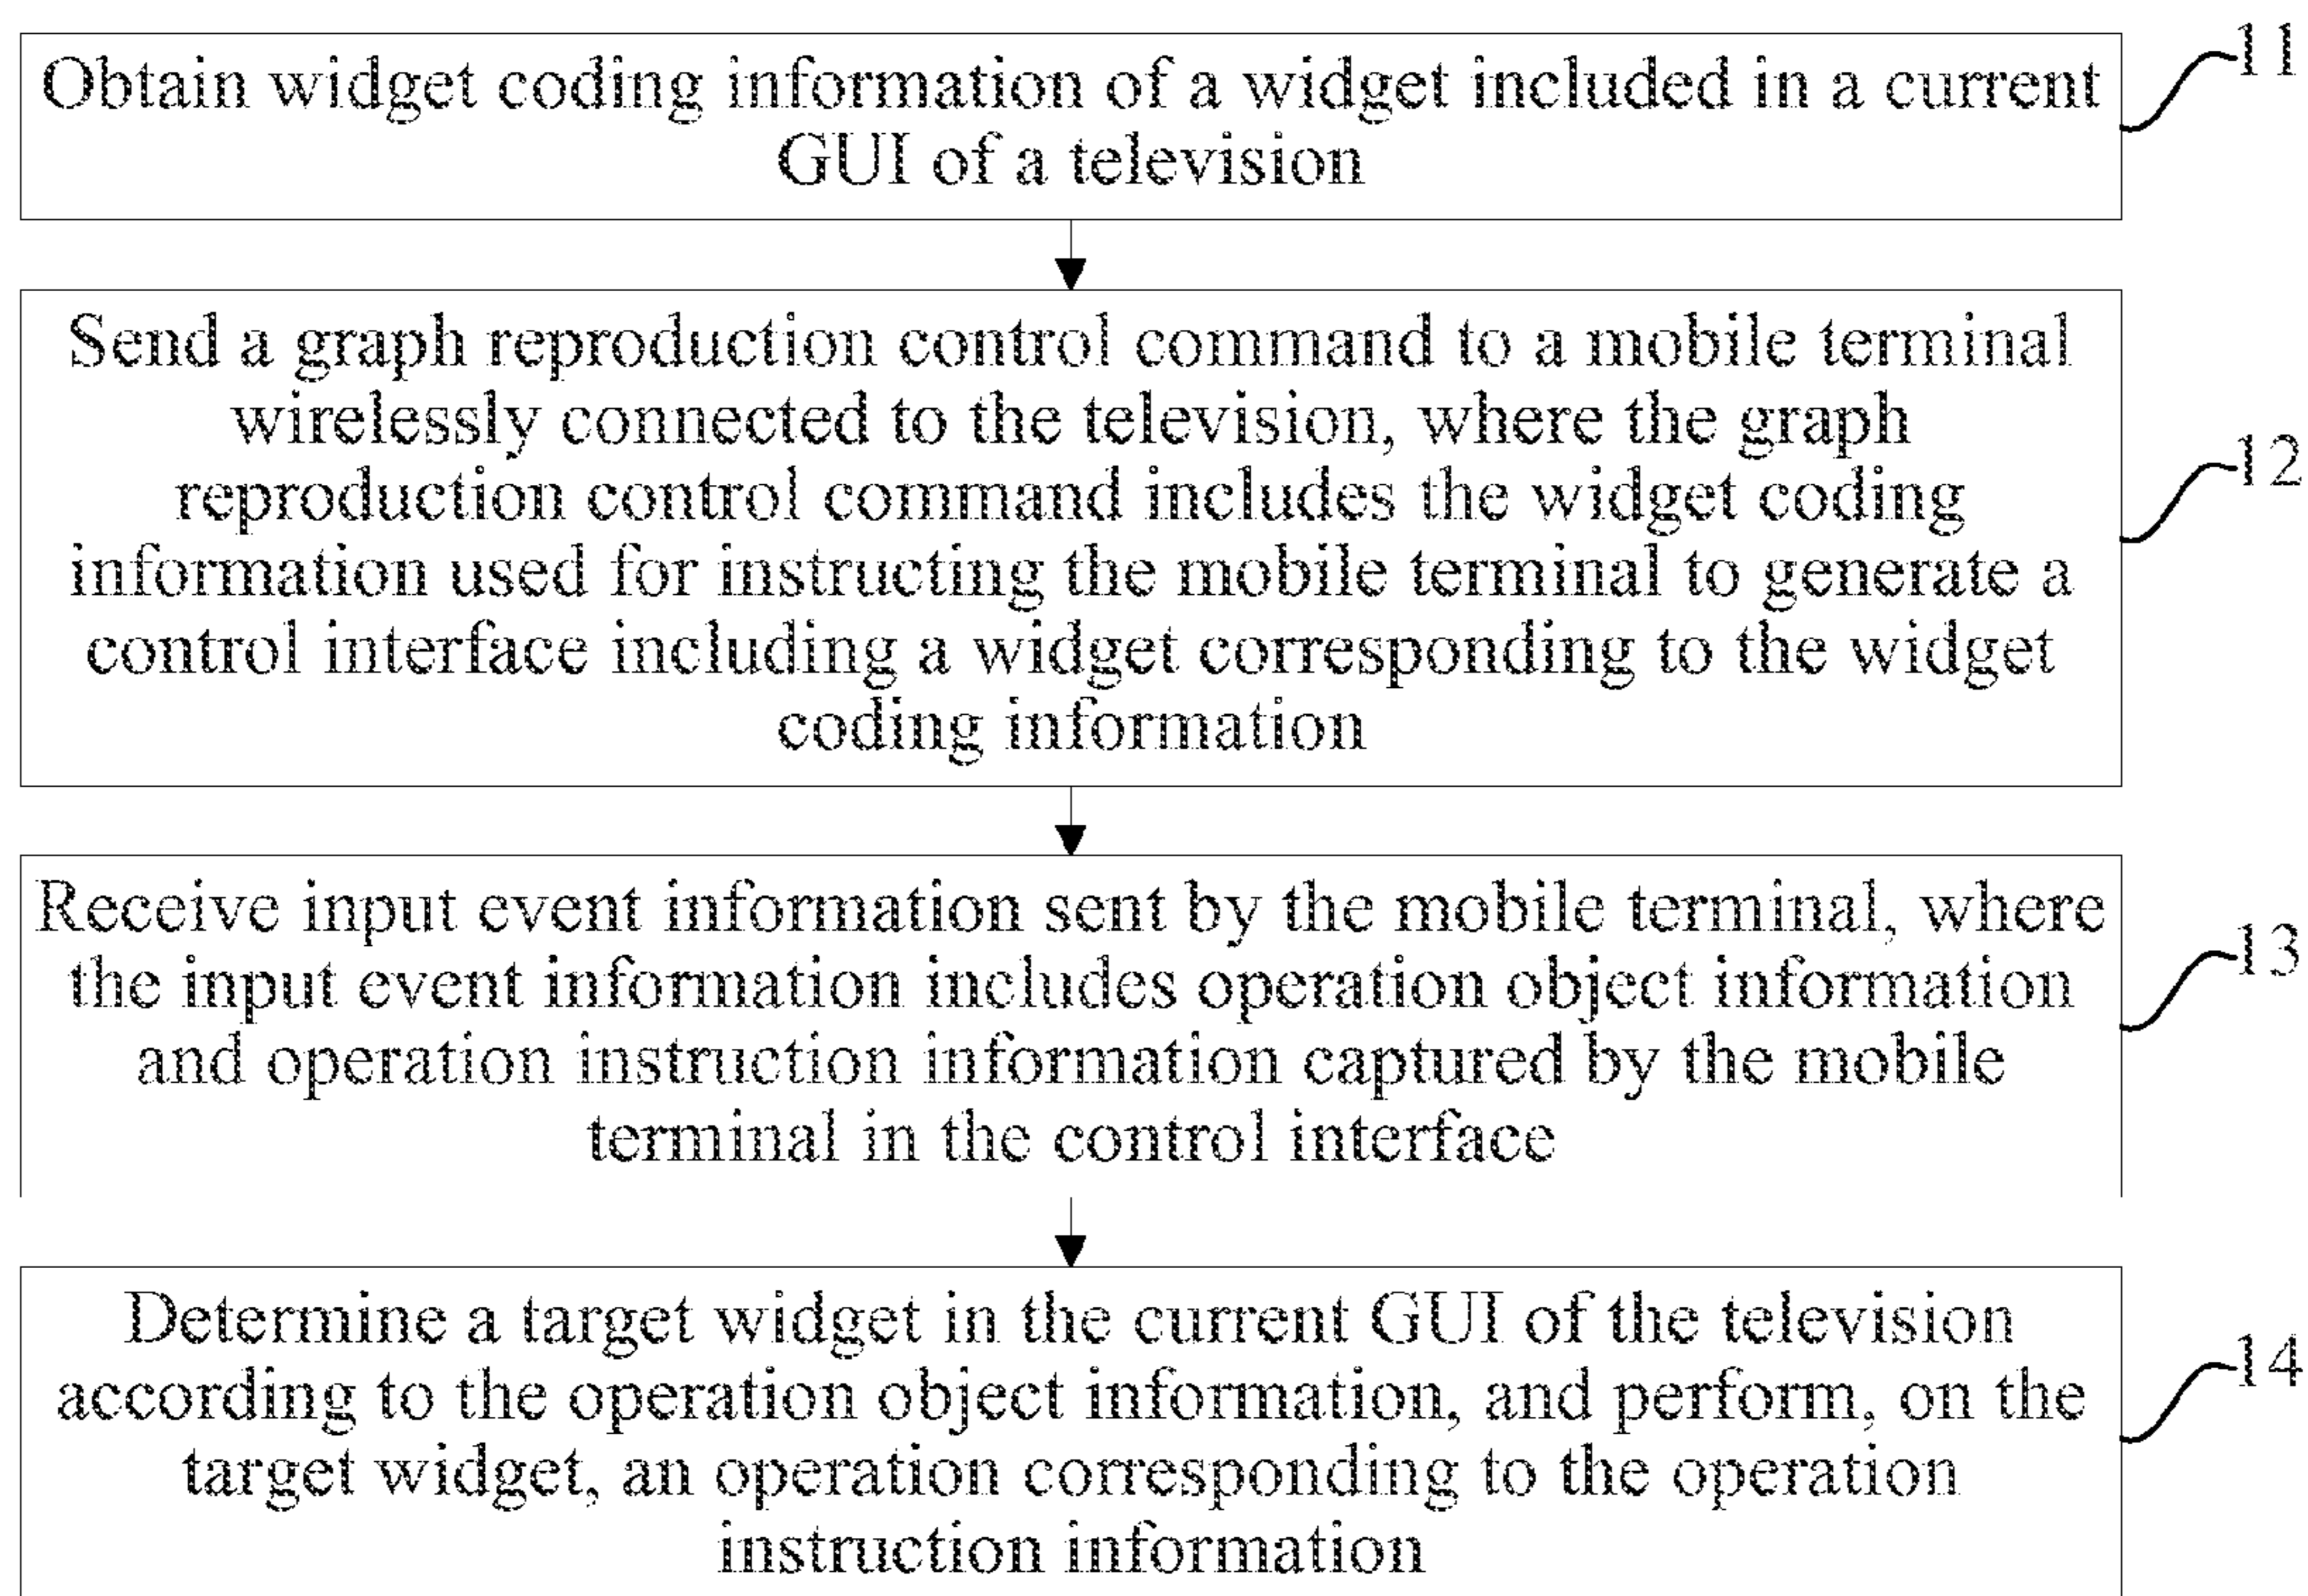 Obtain widget coding information of a widget included in a current
GUI of a television
11
Send a graph reproduction control command to a mobile terminal
wirelessly connected to the television, where the graph
reproduction control command includes the widget coding
information used for instructing the mobile terminal to generate a
control interface including a widget corresponding to the widget
coding information
12
Receive input event information sent by the mobile terminal, where
the input event information includes operation object information
and operation instruction information captured by the mobile
terminal in the control interface
13
Determine a target widget in the current GUI of the television
according to the operation object information, and perform, on the
target widget, an operation corresponding to the operation
instruction information
14